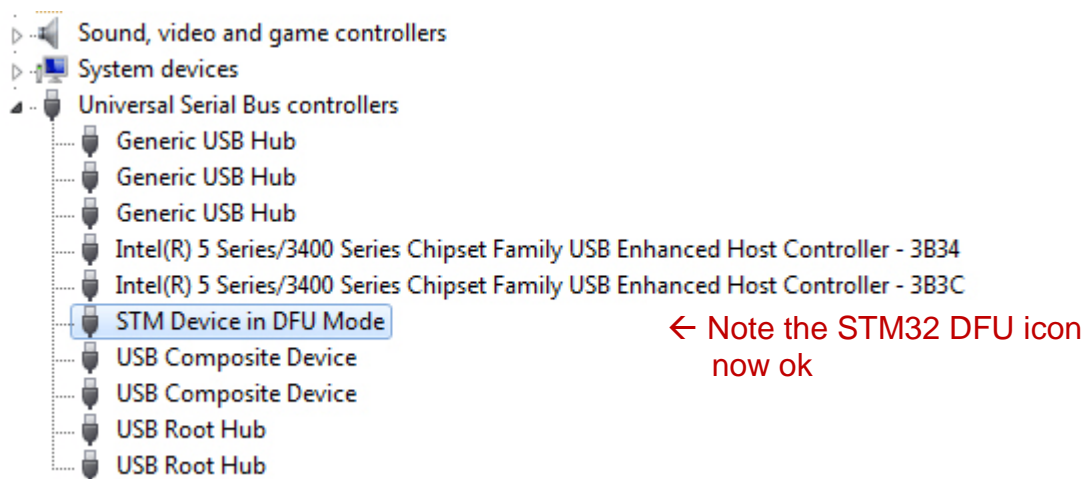 Sound, video and game controllers
System devices
Universal Serial Bus controllers
Generic USB Hub
Generic USB Hub
Generic USB Hub
Intel(R) 5 Series/3400 Series Chipset Family USB Enhanced Host Controller - 3B34
Intel(R) 5 Series/3400 Series Chipset Family USB Enhanced Host Controller - 3B3C
STM Device in DFU Mode
← Note the STM32 DFU icon
now ok
USB Composite Device
USB Composite Device
USB Root Hub
USB Root Hub